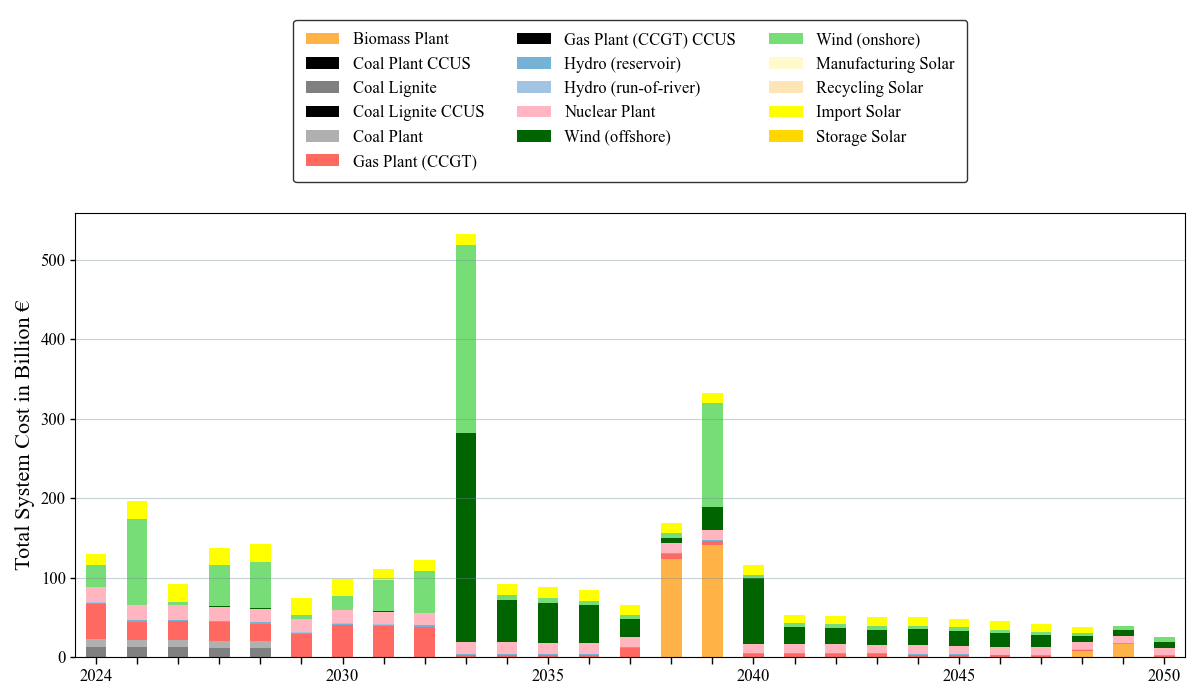 Biomass Plant
Coal Plant CCUS
Coal Lignite
Coal Lignite CCUS
Coal Plant
Gas Plant (CCGT)
Gas Plant (CCGT) CCUS
Hydro (reservoir)
Hydro (run-of-river)
Nuclear Plant
Wind (offshore)
Wind (onshore)
Manufacturing Solar
Recycling Solar
Import Solar
Storage Solar
Total System Cost in Billion €
500
400
300
200
100
0
2024
2030
2035
2040
2045
2050